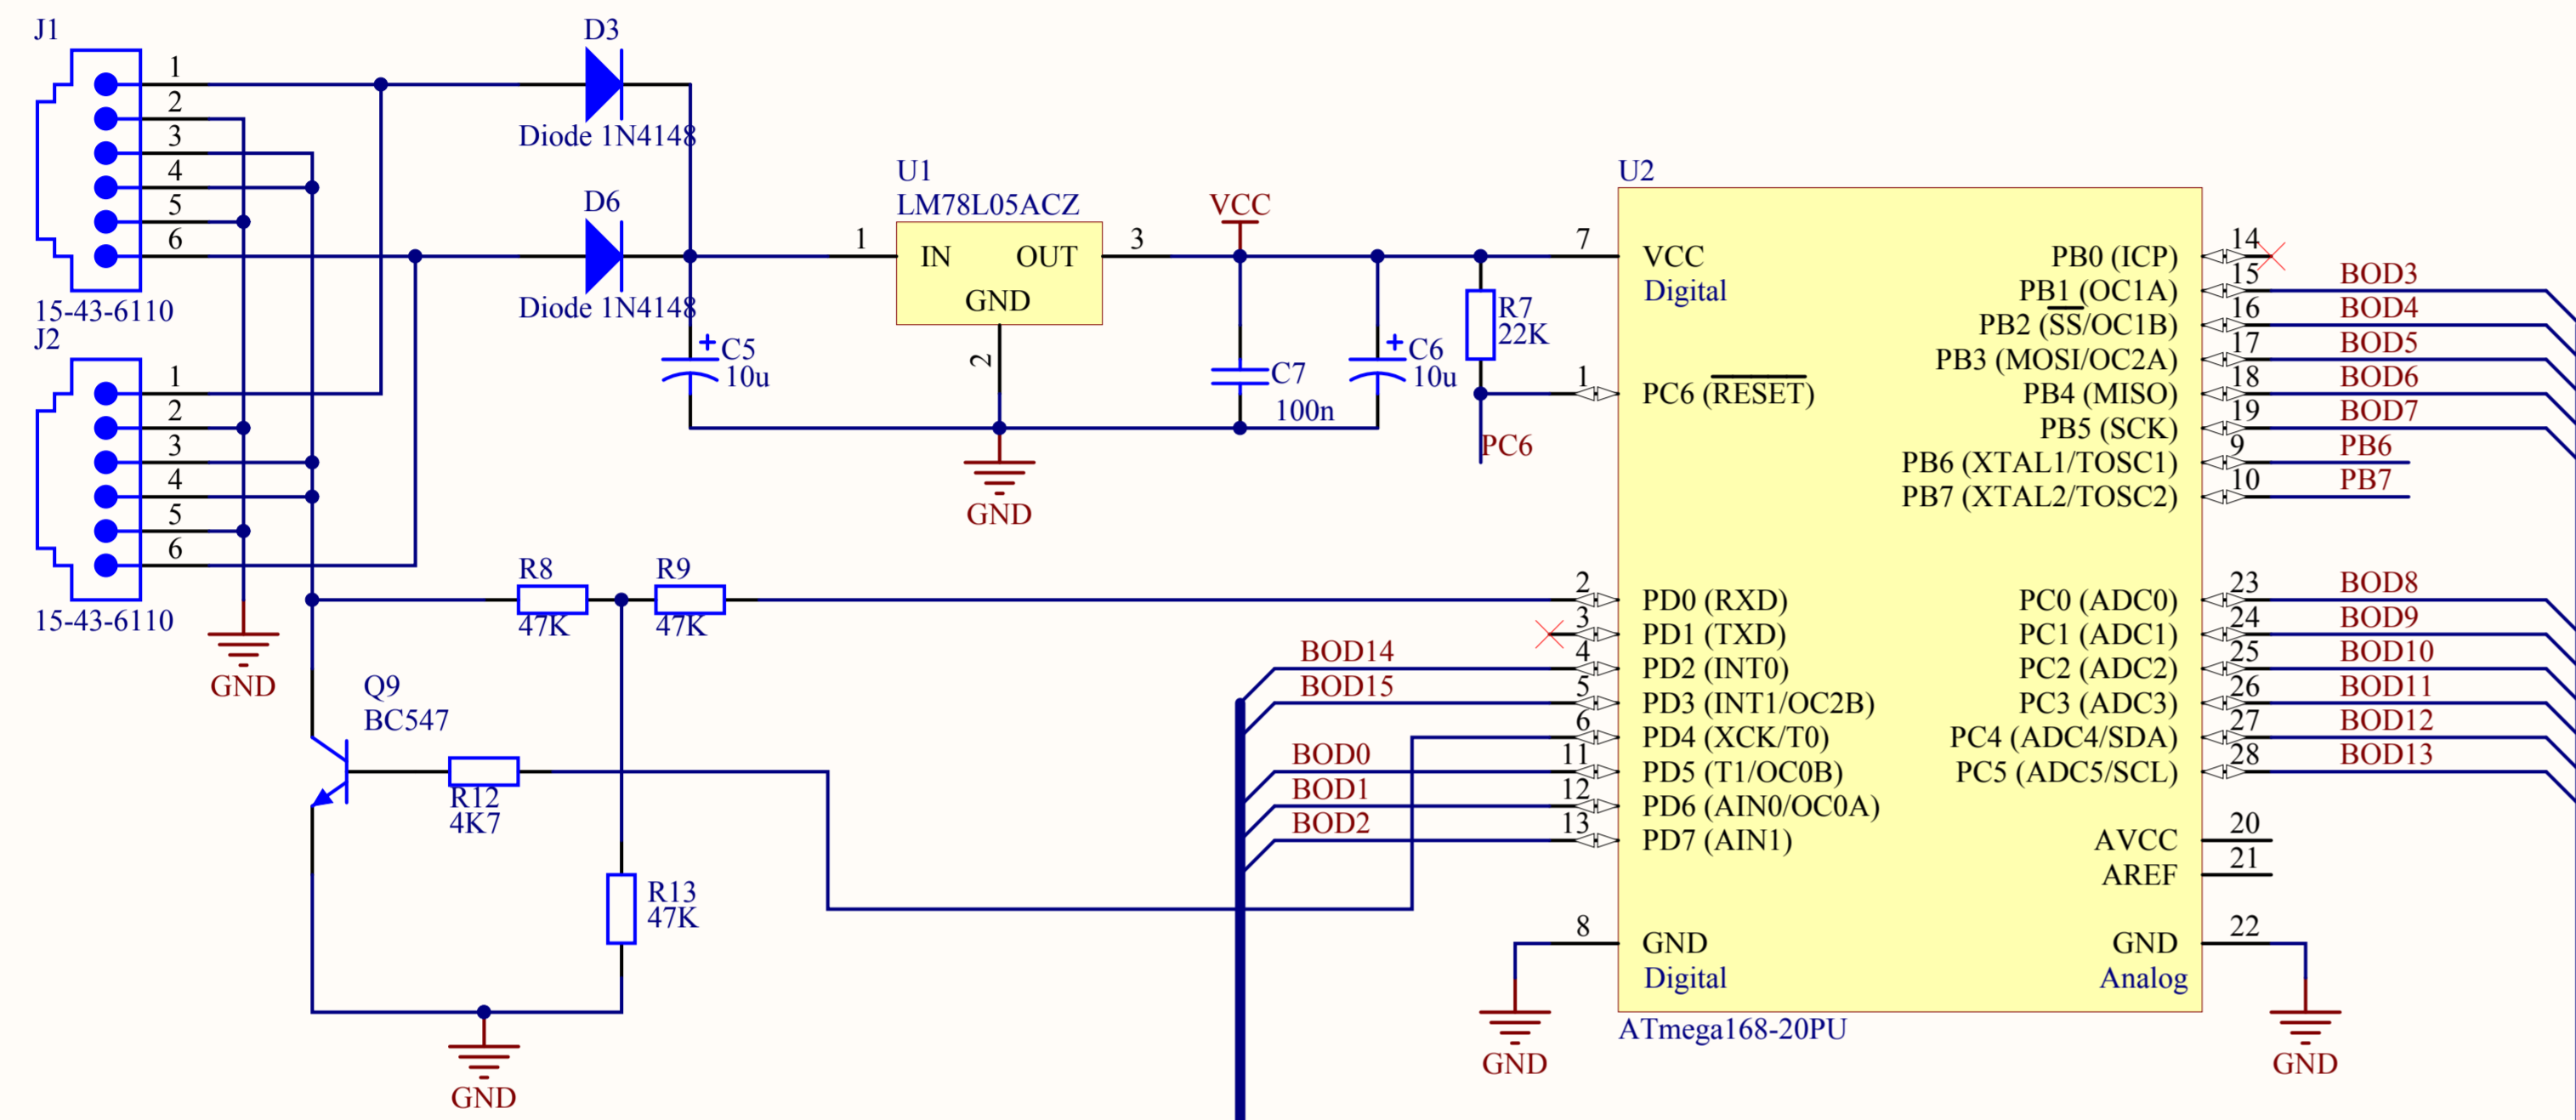 J1
1
2
3
4
5
6
15-43-6110
J2
1
2
3
4
5
6
15-43-6110
GND
D3
Diode 1N4148
D6
Diode 1N4148
C5
10u
U1
LM78L05ACZ
1
IN
OUT
3
GND
2
GND
VCC
C7
100n
C6
10u
R7
22K
PC6
R8
47K
R9
47K
Q9
BC547
R12
4K7
R13
47K
GND
BOD14
BOD15
BOD0
BOD1
BOD2
U2
7
VCC
Digital
1
PC6 (RESET)
2
PD0 (RXD)
3
PD1 (TXD)
4
PD2 (INT0)
5
PD3 (INT1/OC2B)
6
PD4 (XCK/T0)
11
PD5 (T1/OC0B)
12
PD6 (AIN0/OC0A)
13
PD7 (AIN1)
8
GND
Digital
GND
PB0 (ICP)
14
PB1 (OC1A)
15
BOD3
PB2 (SS/OC1B)
16
BOD4
PB3 (MOSI/OC2A)
17
BOD5
PB4 (MISO)
18
BOD6
PB5 (SCK)
19
BOD7
PB6 (XTAL1/TOSC1)
9
PB6
PB7 (XTAL2/TOSC2)
10
PB7
PC0 (ADC0)
23
BOD8
PC1 (ADC1)
24
BOD9
PC2 (ADC2)
25
BOD10
PC3 (ADC3)
26
BOD11
PC4 (ADC4/SDA)
27
BOD12
PC5 (ADC5/SCL)
28
BOD13
AVCC
20
AREF
21
GND
22
Analog
GND
ATmega168-20PU